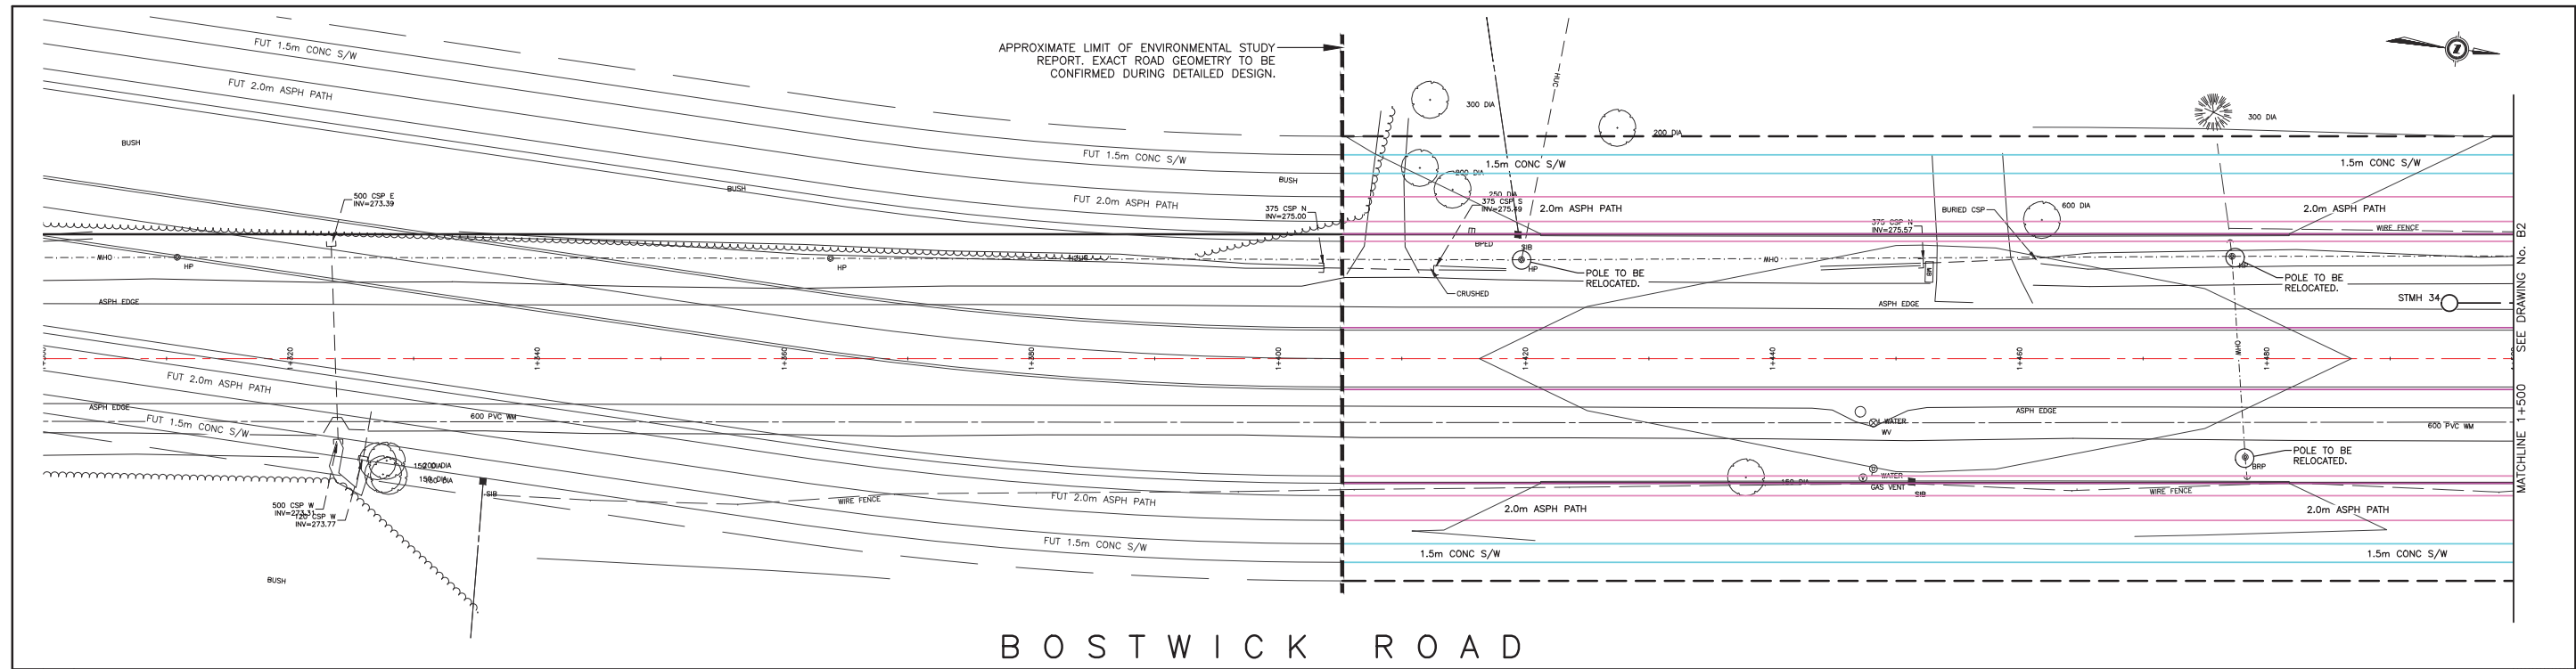 FUT 1.5m CONC S/W
FUT 2.0m ASPH PATH
BUSH
APPROXIMATE LIMIT OF ENVIRONMENTAL STUDY
REPORT. EXACT ROAD GEOMETRY TO BE
CONFIRMED DURING DETAILED DESIGN.
300 DIA
200 DIA
300 DIA
FUT 1.5m CONC S/W
1.5m CONC S/W
1.5m CONC S/W
BUSH
BUSH
500 CSP E
INV=273.39
FUT 2.0m ASPH PATH
250 DIA
2.0m ASPH PATH
2.0m ASPH PATH
375 CSP N
INV=275.00
375 CSP S
375 CSP N
INV=275.57
BURIED CSP
600 DIA
WIRE FENCE
BPED
SIB
HP
HP
HP
HP
POLE TO BE
RELOCATED.
POLE TO BE
RELOCATED.
CRUSHED
MB
ASPH EDGE
ASPH EDGE
STMH 34
1+320
1+340
1+360
1+380
1+400
1+420
1+440
1+460
1+480
FUT 2.0m ASPH PATH
ASPH EDGE
600 PVC WM
FUT 1.5m CONC S/W
ASPH EDGE
WATER
WV
600 PVC WM
POLE TO BE
RELOCATED.
BRP
SIB
WIRE FENCE
FUT 2.0m ASPH PATH
WATER
GAS VENT
SIB
150 DIA
WIRE FENCE
500 CSP W
INV=273.77
2.0m ASPH PATH
2.0m ASPH PATH
FUT 1.5m CONC S/W
1.5m CONC S/W
1.5m CONC S/W
BUSH
MATCHLINE 1+500 SEE DRAWING No. B2
BOSTWICK ROAD